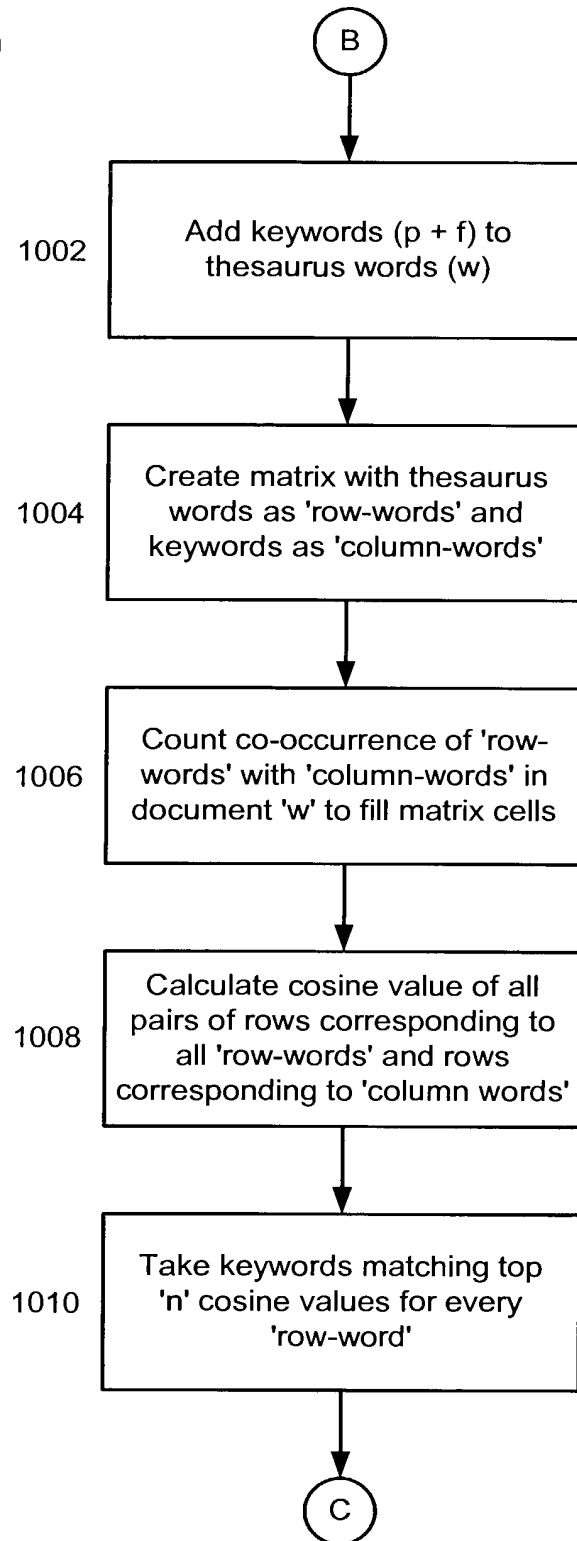 B
1002
Add keywords (p + f) to
thesaurus words (w)
1004
Create matrix with thesaurus
words as 'row-words' and
keywords as 'column-words'
1006
Count co-occurrence of 'row-
words' with 'column-words' in
document 'w' to fill matrix cells
1008
Calculate cosine value of all
pairs of rows corresponding to
all 'row-words' and rows
corresponding to 'column words'
1010
Take keywords matching top
'n' cosine values for every
'row-word'
C